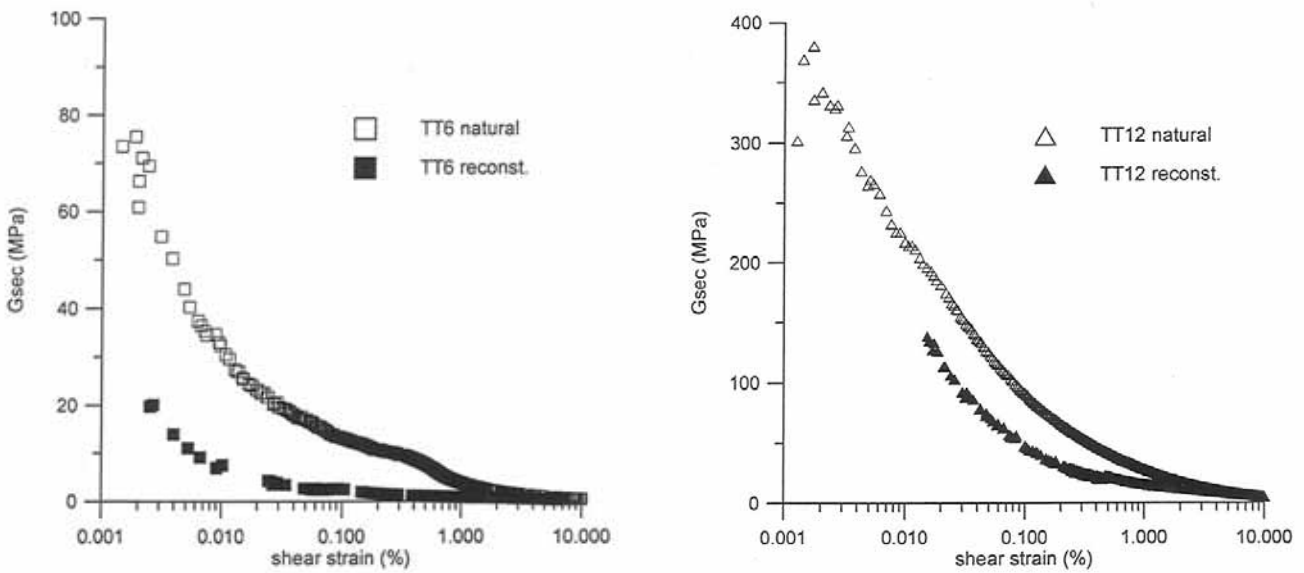 100
80
60
40
20
0
Gsec (MPa)
TT6 natural
TT6 reconst.
0.001 0.010 0.100 1.000 10.000
shear strain (%)
400
300
200
100
0
Gsec (MPa)
TT12 natural
TT12 reconst.
0.001 0.010 0.100 1.000 10.000
shear strain (%)